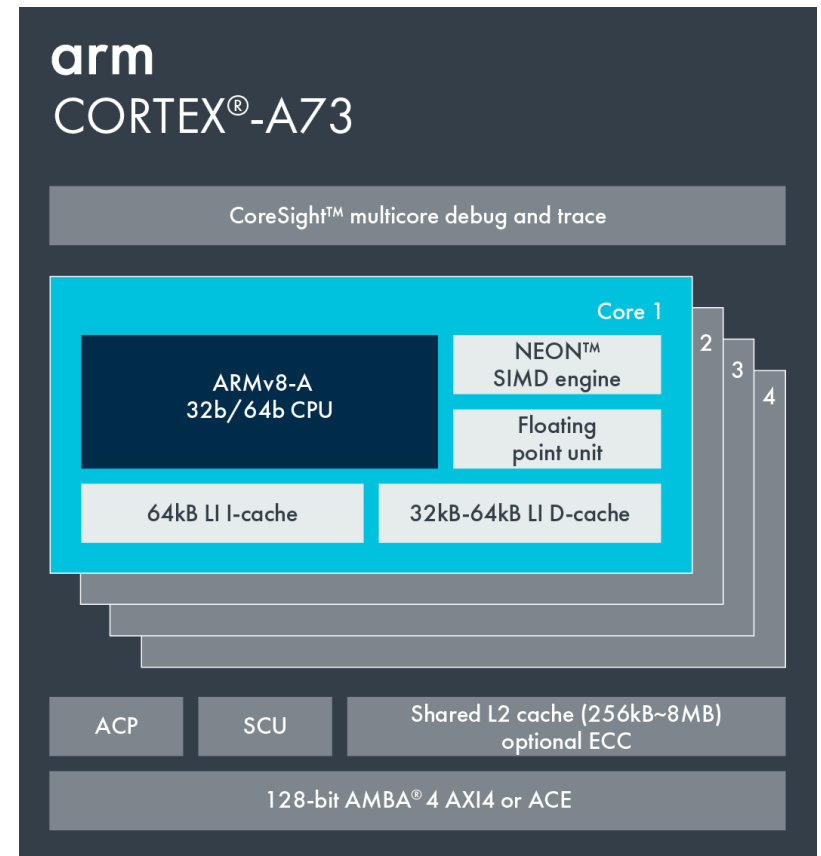 arm
CORTEX®-A73
CoreSight™ multicore debug and trace
Core 1
2
3
4
ARMv8-A
32b/64b CPU
NEON™
SIMD engine
Floating
point unit
64kB LI I-cache
32kB-64kB LI D-cache
ACP
SCU
Shared L2 cache (256kB~8MB)
optional ECC
128-bit AMBA® 4 AXI4 or ACE